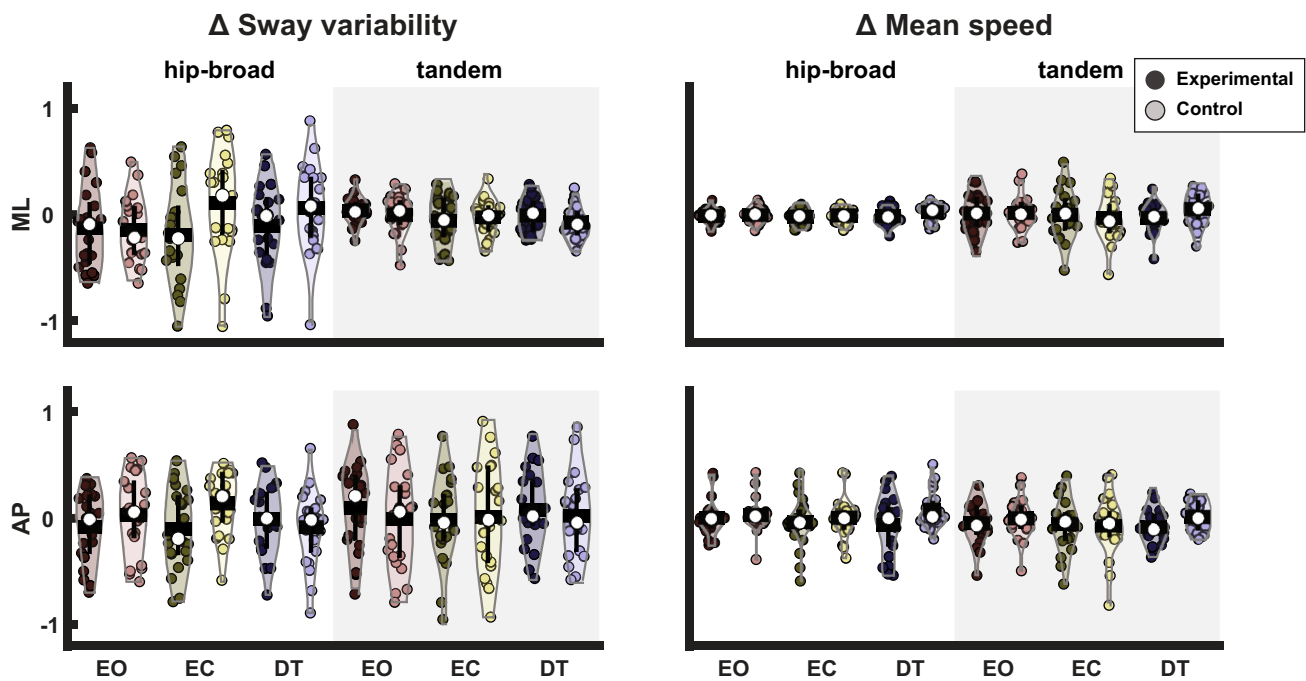 Δ Sway variability
Δ Mean speed
hip-broad
tandem
hip-broad
tandem
Experimental
Control
1
ML
0
-1
1
AP
0
-1
EO
EC
DT
EO
EC
DT
EO
EC
DT
EO
EC
DT